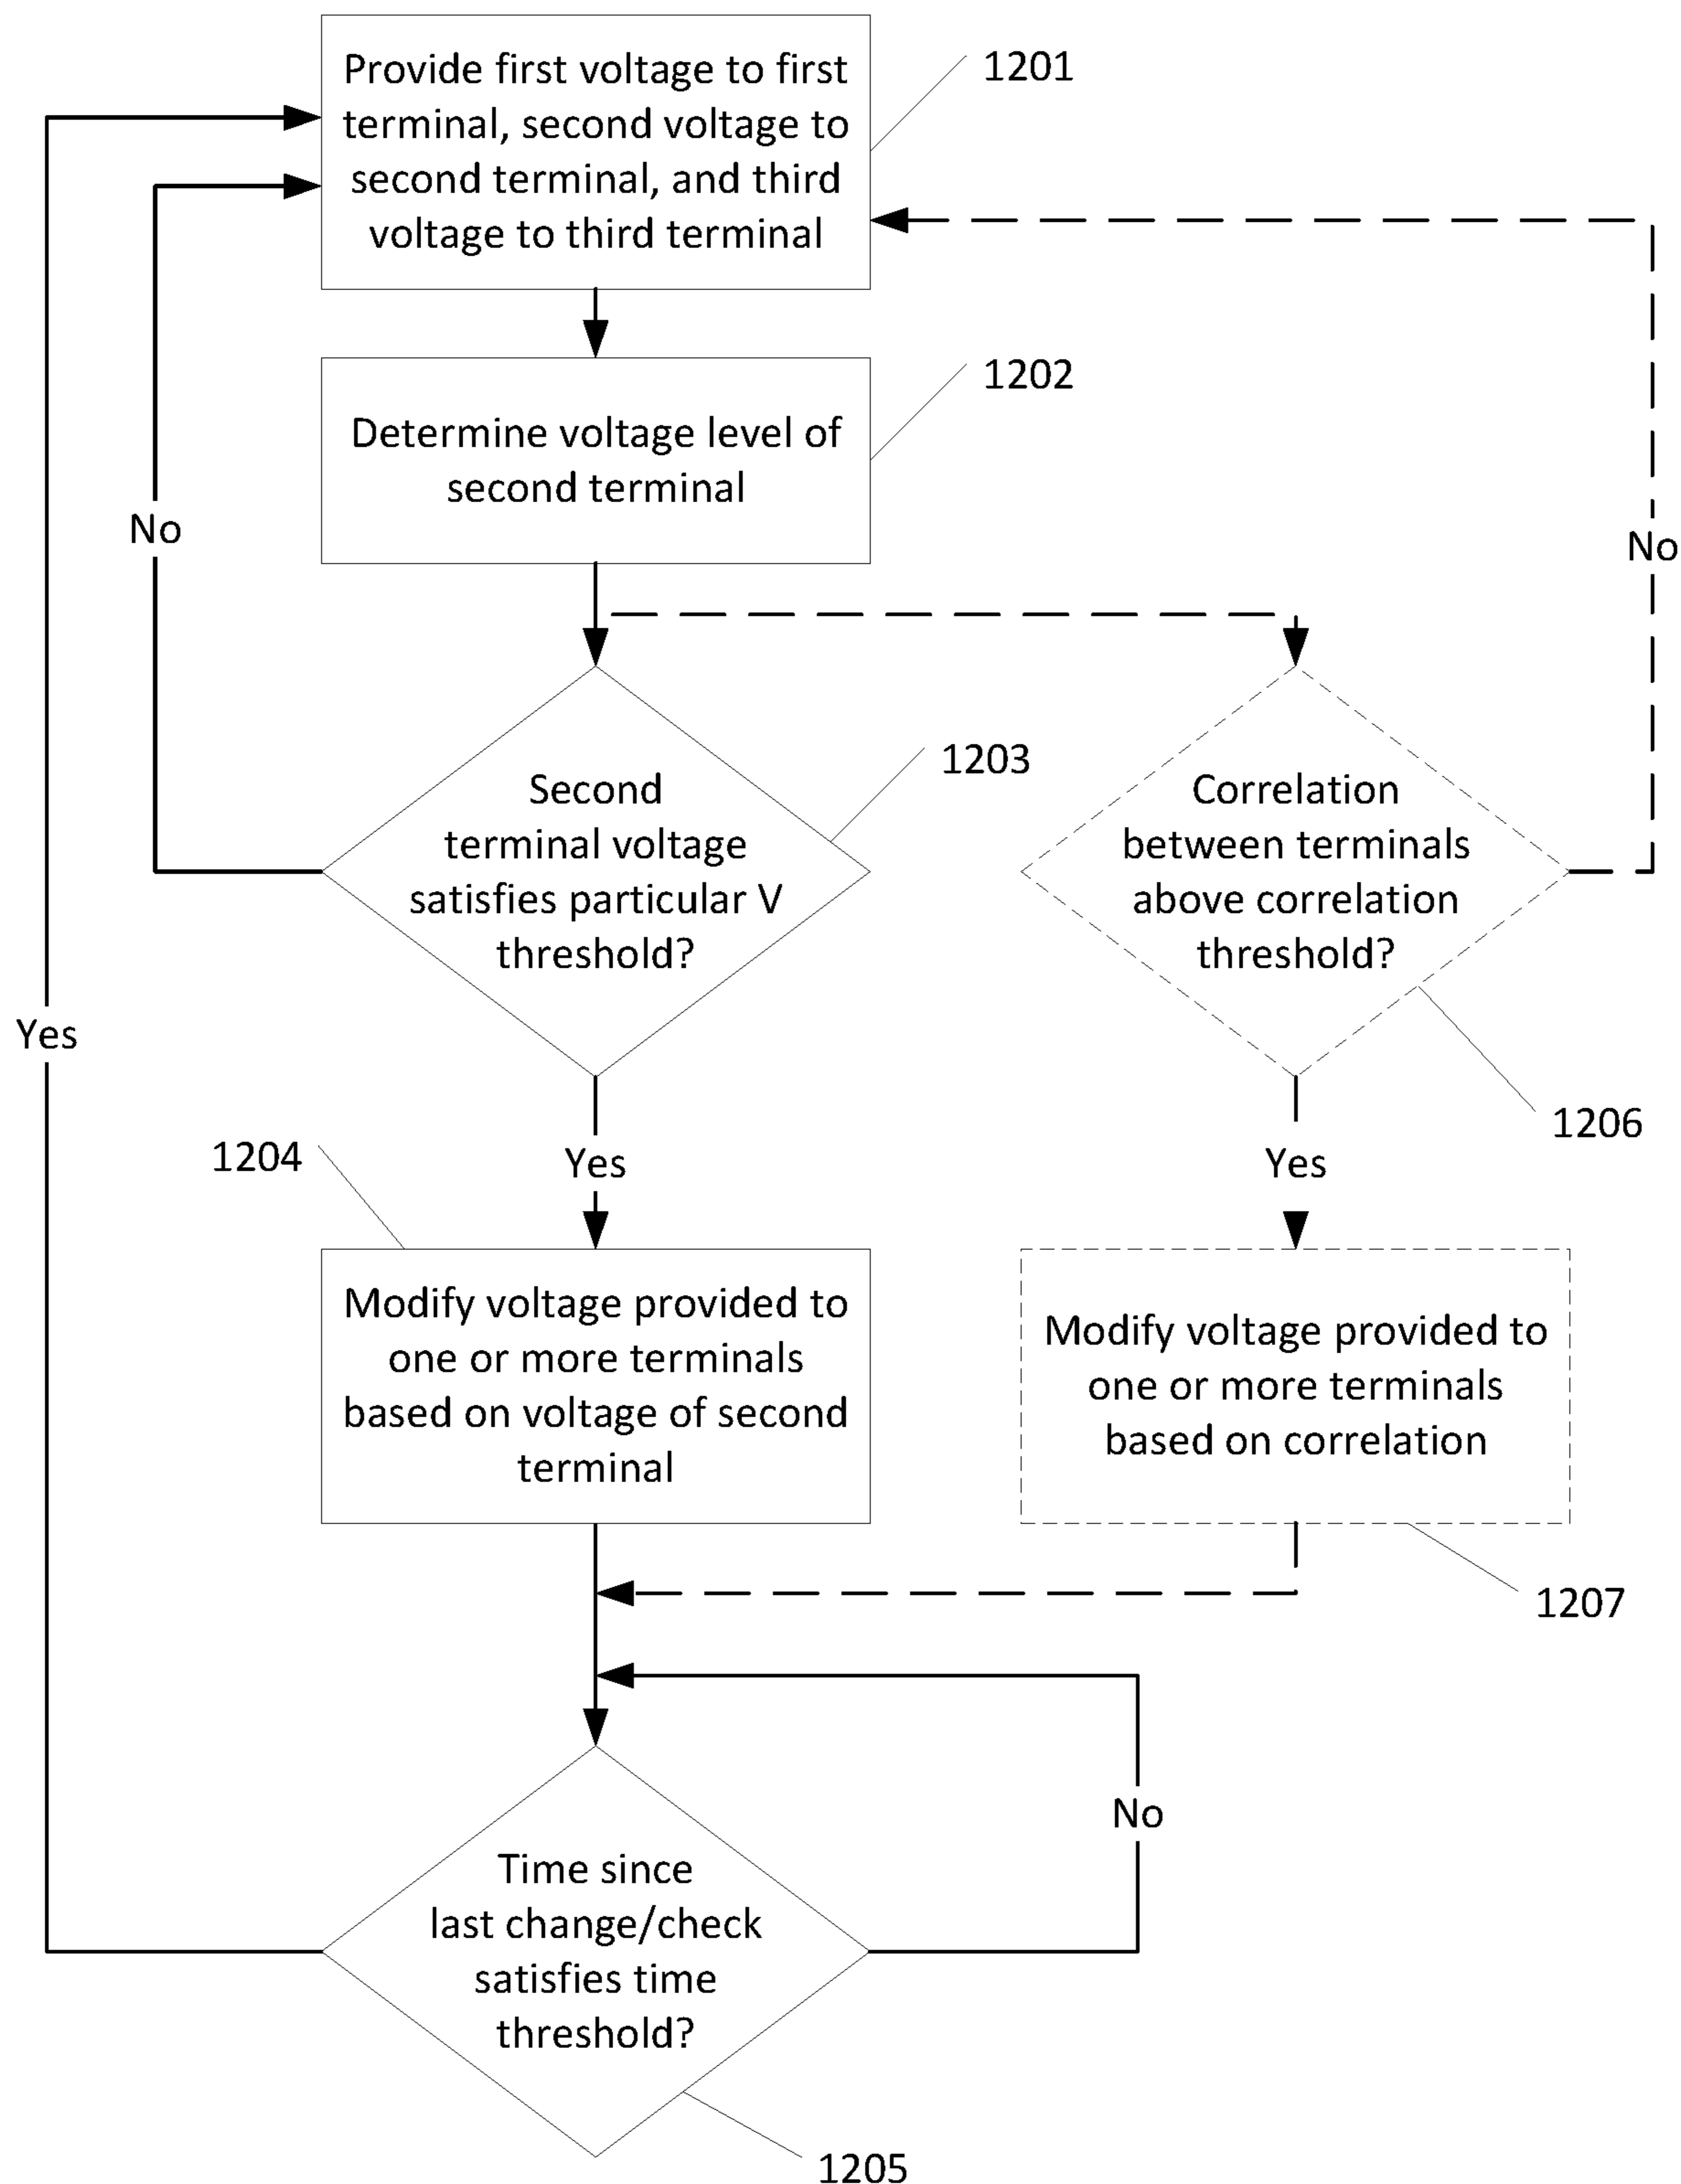 Provide first voltage to first
terminal, second voltage to
second terminal, and third
voltage to third terminal
1201
Determine voltage level of
second terminal
1202
No
No
Second
terminal voltage
satisfies particular V
threshold?
1203
Correlation
between terminals
above correlation
threshold?
1206
Yes
Yes
Yes
1204
Modify voltage provided to
one or more terminals
based on voltage of second
terminal
Modify voltage provided to
one or more terminals
based on correlation
1207
No
Time since
last change/check
satisfies time
threshold?
1205